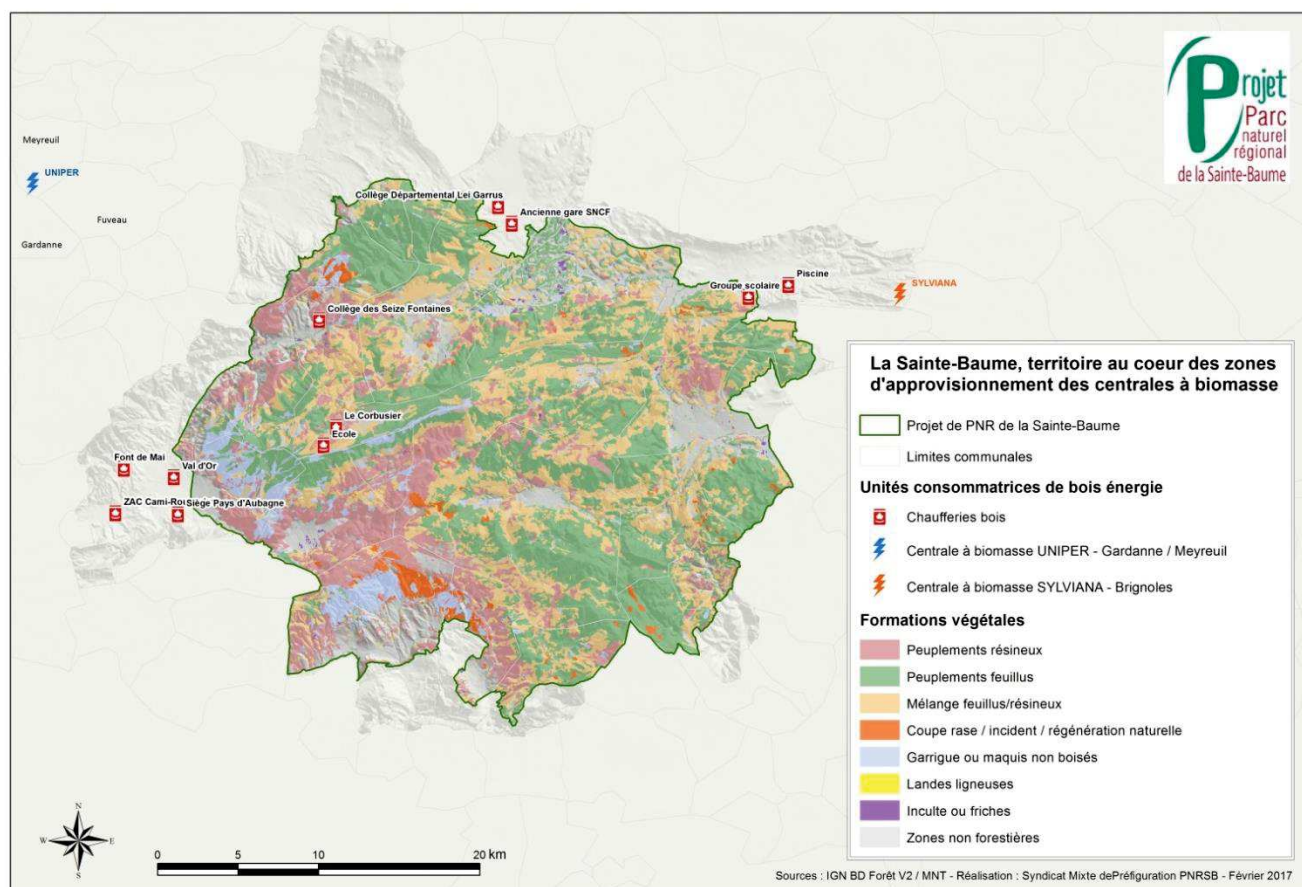 Projet
Parc
naturel
régional
de la Sainte-Baume
Meyreuil
UNIPER
Fuveau
Gardanne
Collège Départemental Lei Garrus
Ancienne gare SNCF
Piscine
Groupe scolaire
SYLVIANA
Collège des Seize Fontaines
Le Corbusier
Ecole
Font de Mai
Val d'Or
ZAC Cami-Rou
Siège Pays d'Aubagne
La Sainte-Baume, territoire au coeur des zones
d'approvisionnement des centrales à biomasse
Projet de PNR de la Sainte-Baume
Limites communales
Unités consommatrices de bois énergie
Chaufferies bois
Centrale à biomasse UNIPER - Gardanne / Meyreuil
Centrale à biomasse SYLVIANA - Brignoles
Formations végétales
Peuplements résineux
Peuplements feuillus
Mélange feuillus/résineux
Coupe rase / incident / régénération naturelle
Garrigue ou maquis non boisés
Landes ligneuses
Inculte ou friches
Zones non forestières
N
W E
S
0 5 10 20 km
Sources : IGN BD Forêt V2 / MNT - Réalisation : Syndicat Mixte dePréfiguration PNRSB - Février 2017